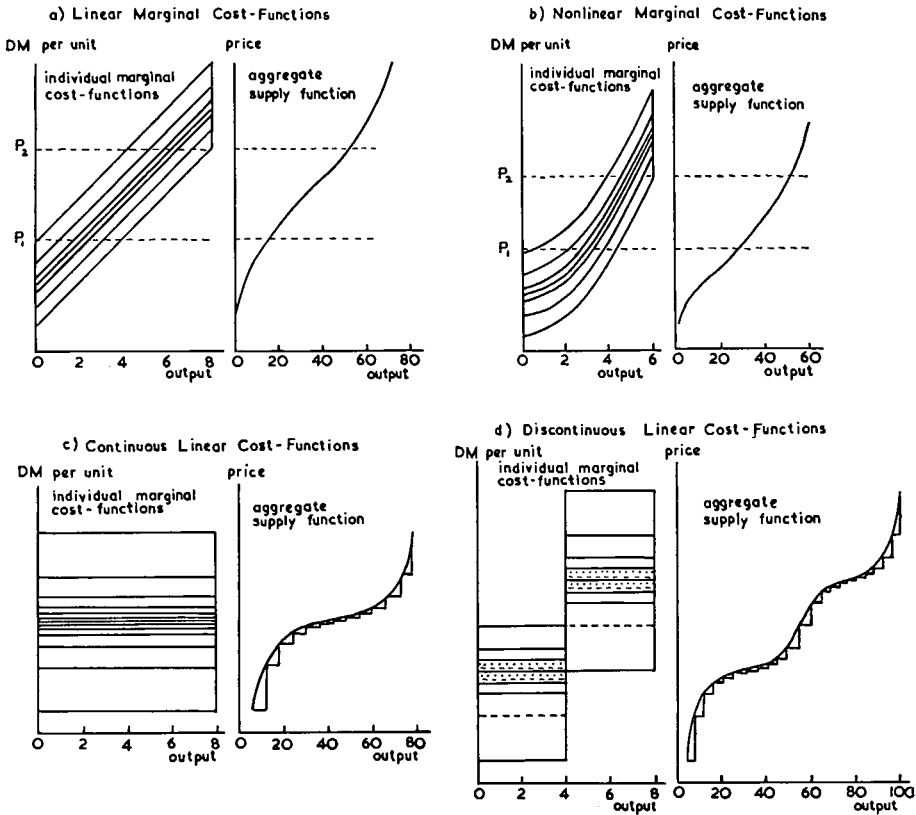 a) Linear Marginal Cost-Functions
DM per unit
price
individual marginal
cost-functions
aggregate
supply function
P2
P1
0 2 4 6 8
output
0 20 40 60 80
output
b) Nonlinear Marginal Cost-Functions
DM per unit
price
individual marginal
cost-functions
aggregate
supply function
P2
P1
0 2 4 6
output
0 20 40 60
output
c) Continuous Linear Cost-Functions
DM per unit
price
individual marginal
cost-functions
aggregate
supply function
0 2 4 6 8
output
0 20 40 60 80
output
d) Discontinuous Linear Cost-Functions
DM per unit
price
individual marginal
cost-functions
aggregate
supply function
0 2 4 6 8
output
0 20 40 60 80 100
output